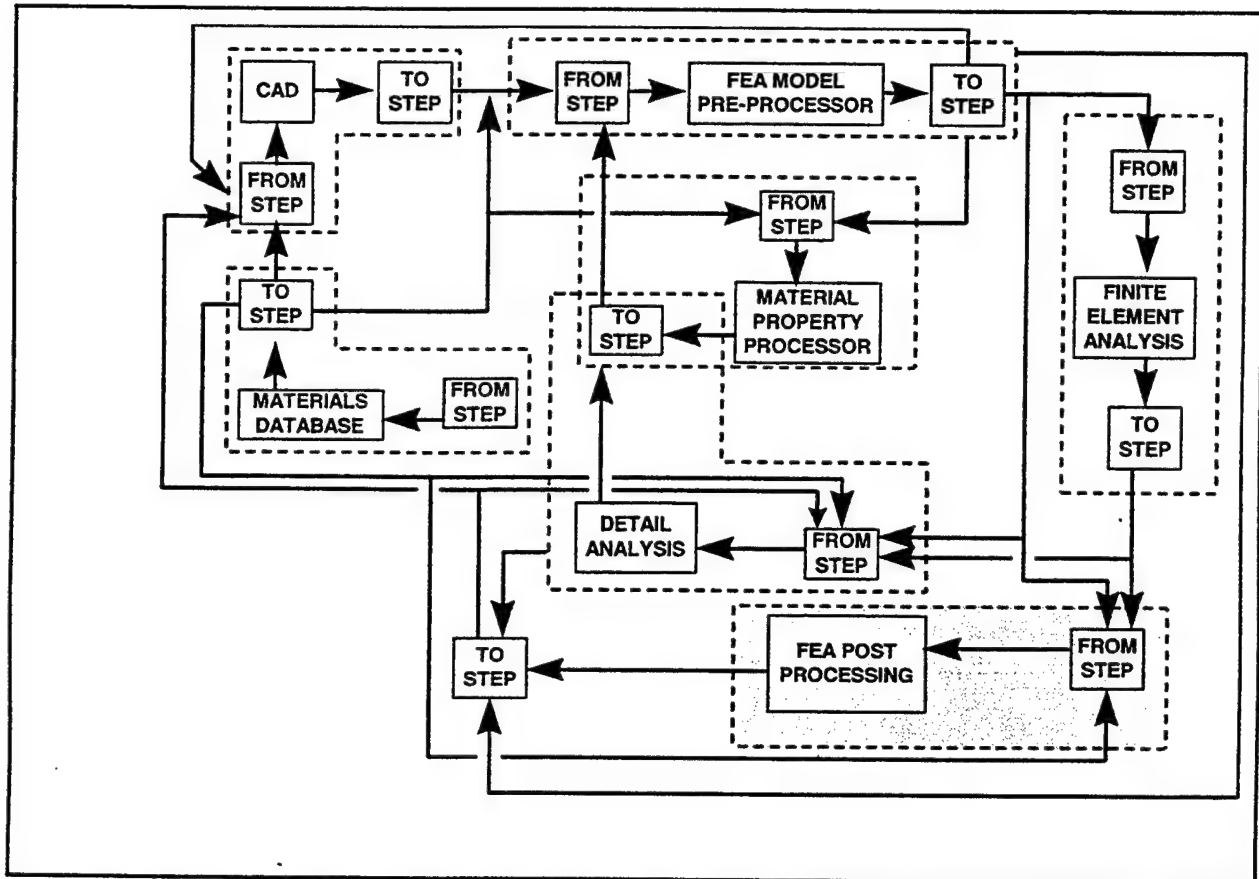 CAD
TO
STEP
FROM
STEP
FEA MODEL
PRE-PROCESSOR
TO
STEP
FROM
STEP
FROM
STEP
FROM
STEP
TO
STEP
MATERIAL
PROPERTY
PROCESSOR
TO
STEP
FINITE
ELEMENT
ANALYSIS
MATERIALS
DATABASE
FROM
STEP
TO
STEP
DETAIL
ANALYSIS
FROM
STEP
TO
STEP
FEA POST
PROCESSING
FROM
STEP